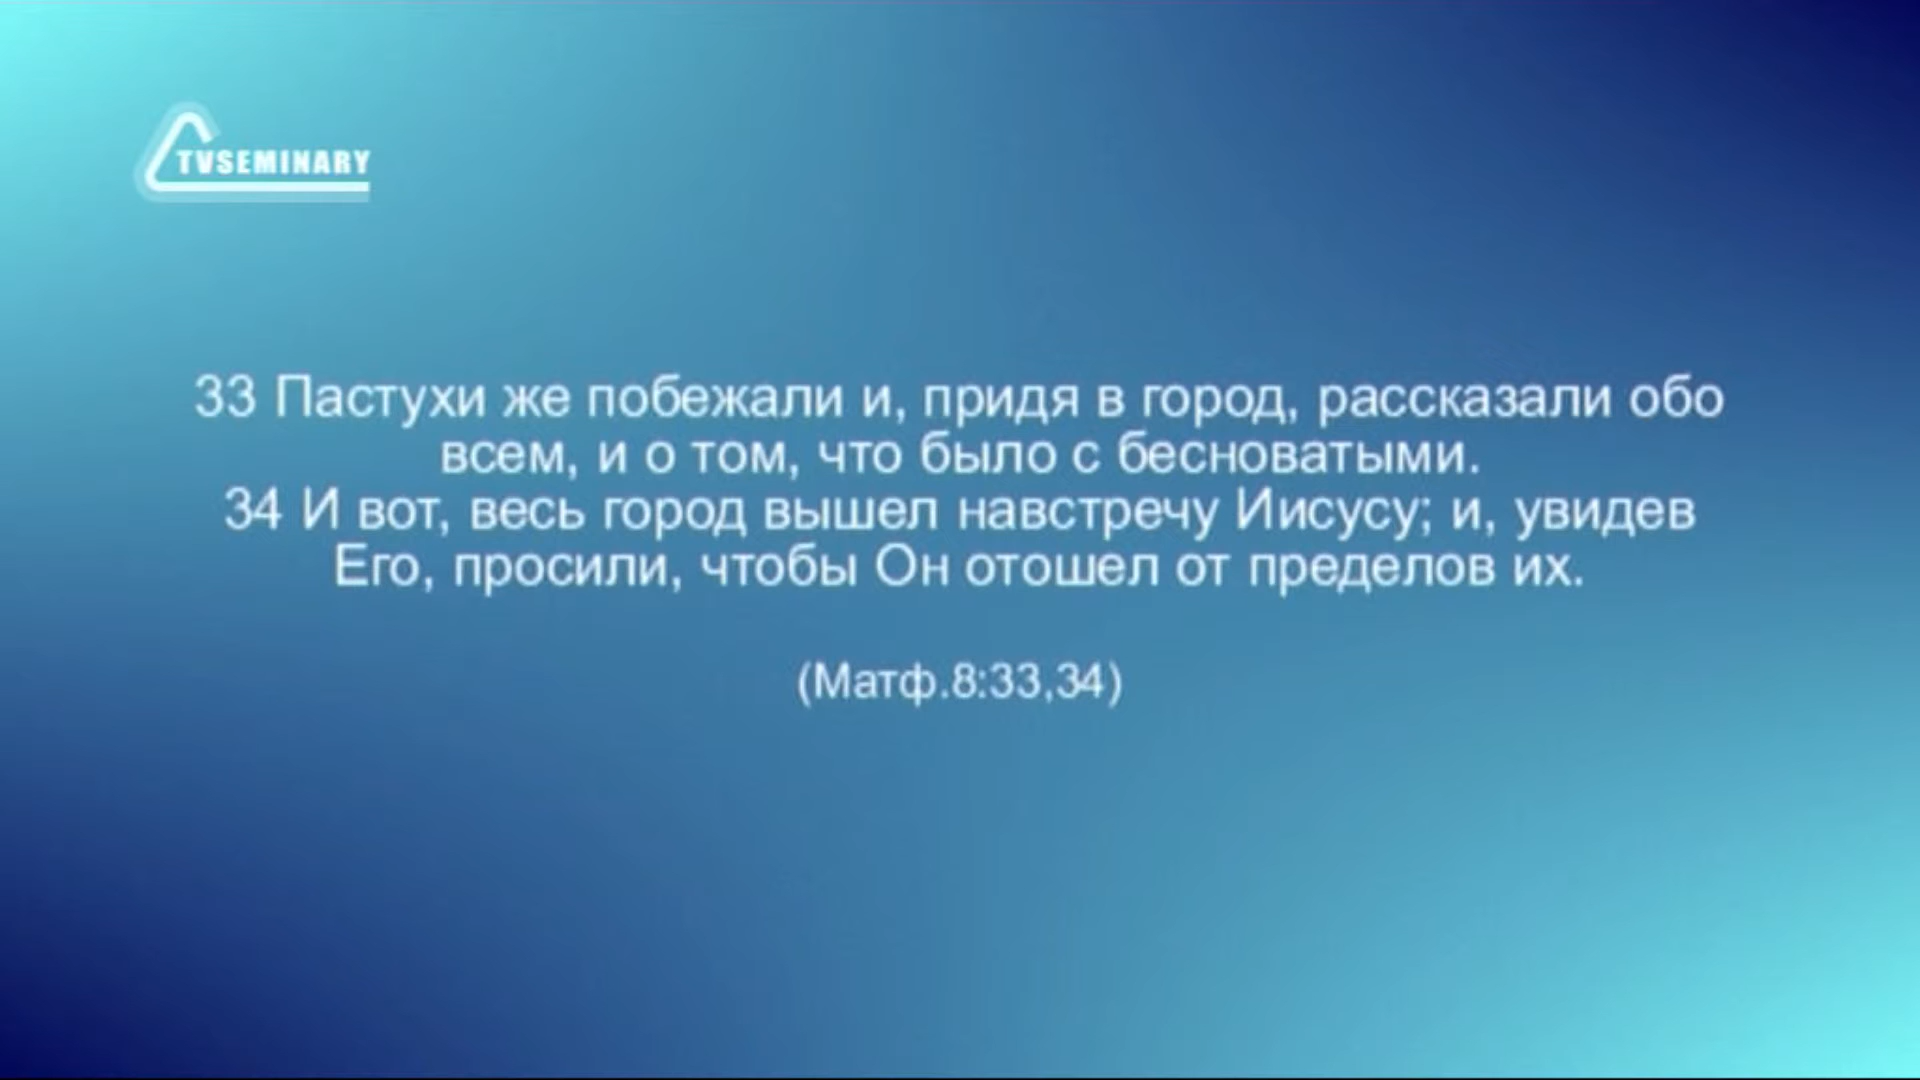 TVSEMINARY
33 Пастухи же побежали и, придя в город, рассказали обо
всем, и о том, что было с бесноватыми.
34 И вот, весь город вышел навстречу Иисусу; и, увидев
Его, просили, чтобы Он отошел от пределов их.
(Матф.8:33,34)